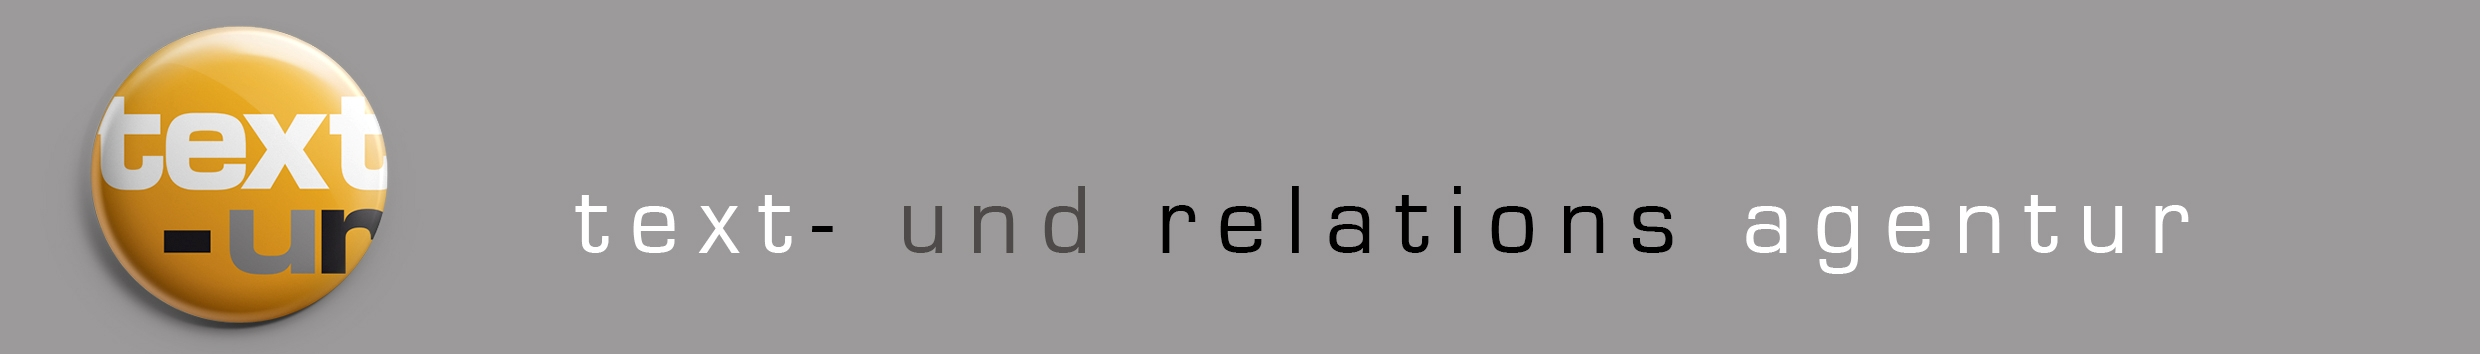 text
-ur
text- und relations agentur